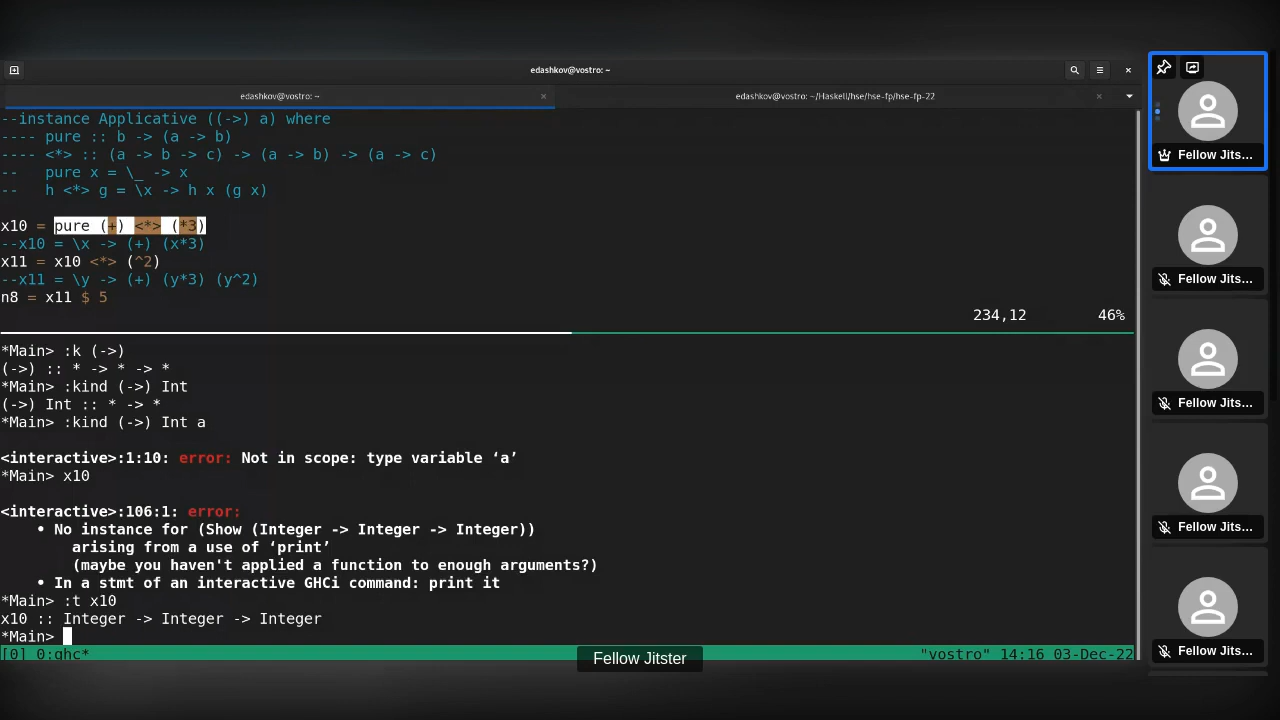 edashkov@vostro: ~
edashkov@vostro: ~
edashkov@vostro: ~/Haskell/hse/hse-fp/hse-fp-22
--instance Applicative ((->) a) where
---- pure :: b -> (a -> b)
---- <*> :: (a -> b -> c) -> (a -> b) -> (a -> c)
--   pure x = \_ -> x
--   h <*> g = \x -> h x (g x)
x10 = pure (+) <*> (*3)
--x10 = \x -> (+) (x*3)
x11 = x10 <*> (^2)
--x11 = \y -> (+) (y*3) (y^2)
n8 = x11 $ 5
234,12 46%
*Main> :k (->)
(->) :: * -> * -> *
*Main> :kind (->) Int
(->) Int :: * -> *
*Main> :kind (->) Int a
<interactive>:1:10: error: Not in scope: type variable ‘a’
*Main> x10
<interactive>:106:1: error:
• No instance for (Show (Integer -> Integer -> Integer))
arising from a use of ‘print’
(maybe you haven't applied a function to enough arguments?)
• In a stmt of an interactive GHCi command: print it
*Main> :t x10
x10 :: Integer -> Integer -> Integer
*Main>
[0] 0:ghc*
"vostro" 14:16 03-Dec-22
Fellow Jitster
Fellow Jits...
Fellow Jits...
Fellow Jits...
Fellow Jits...
Fellow Jits...